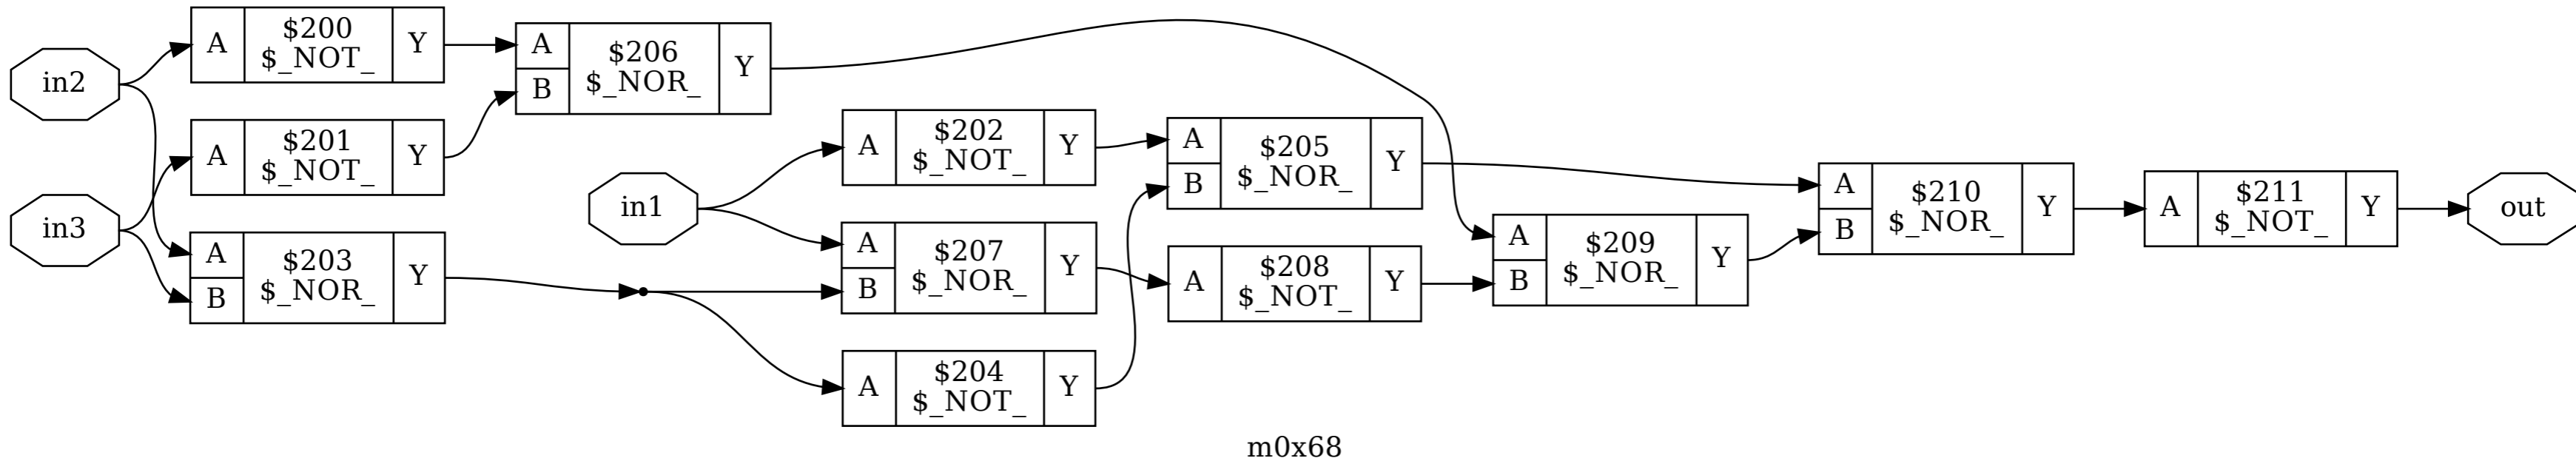 in2
in3
A
$200
$_NOT_
Y
A
$201
$_NOT_
Y
A
B
$203
$_NOR_
Y
A
B
$206
$_NOR_
Y
in1
A
$202
$_NOT_
Y
A
B
$207
$_NOR_
Y
A
$204
$_NOT_
Y
A
B
$205
$_NOR_
Y
A
$208
$_NOT_
Y
A
B
$209
$_NOR_
Y
A
B
$210
$_NOR_
Y
A
$211
$_NOT_
Y
out
m0x68